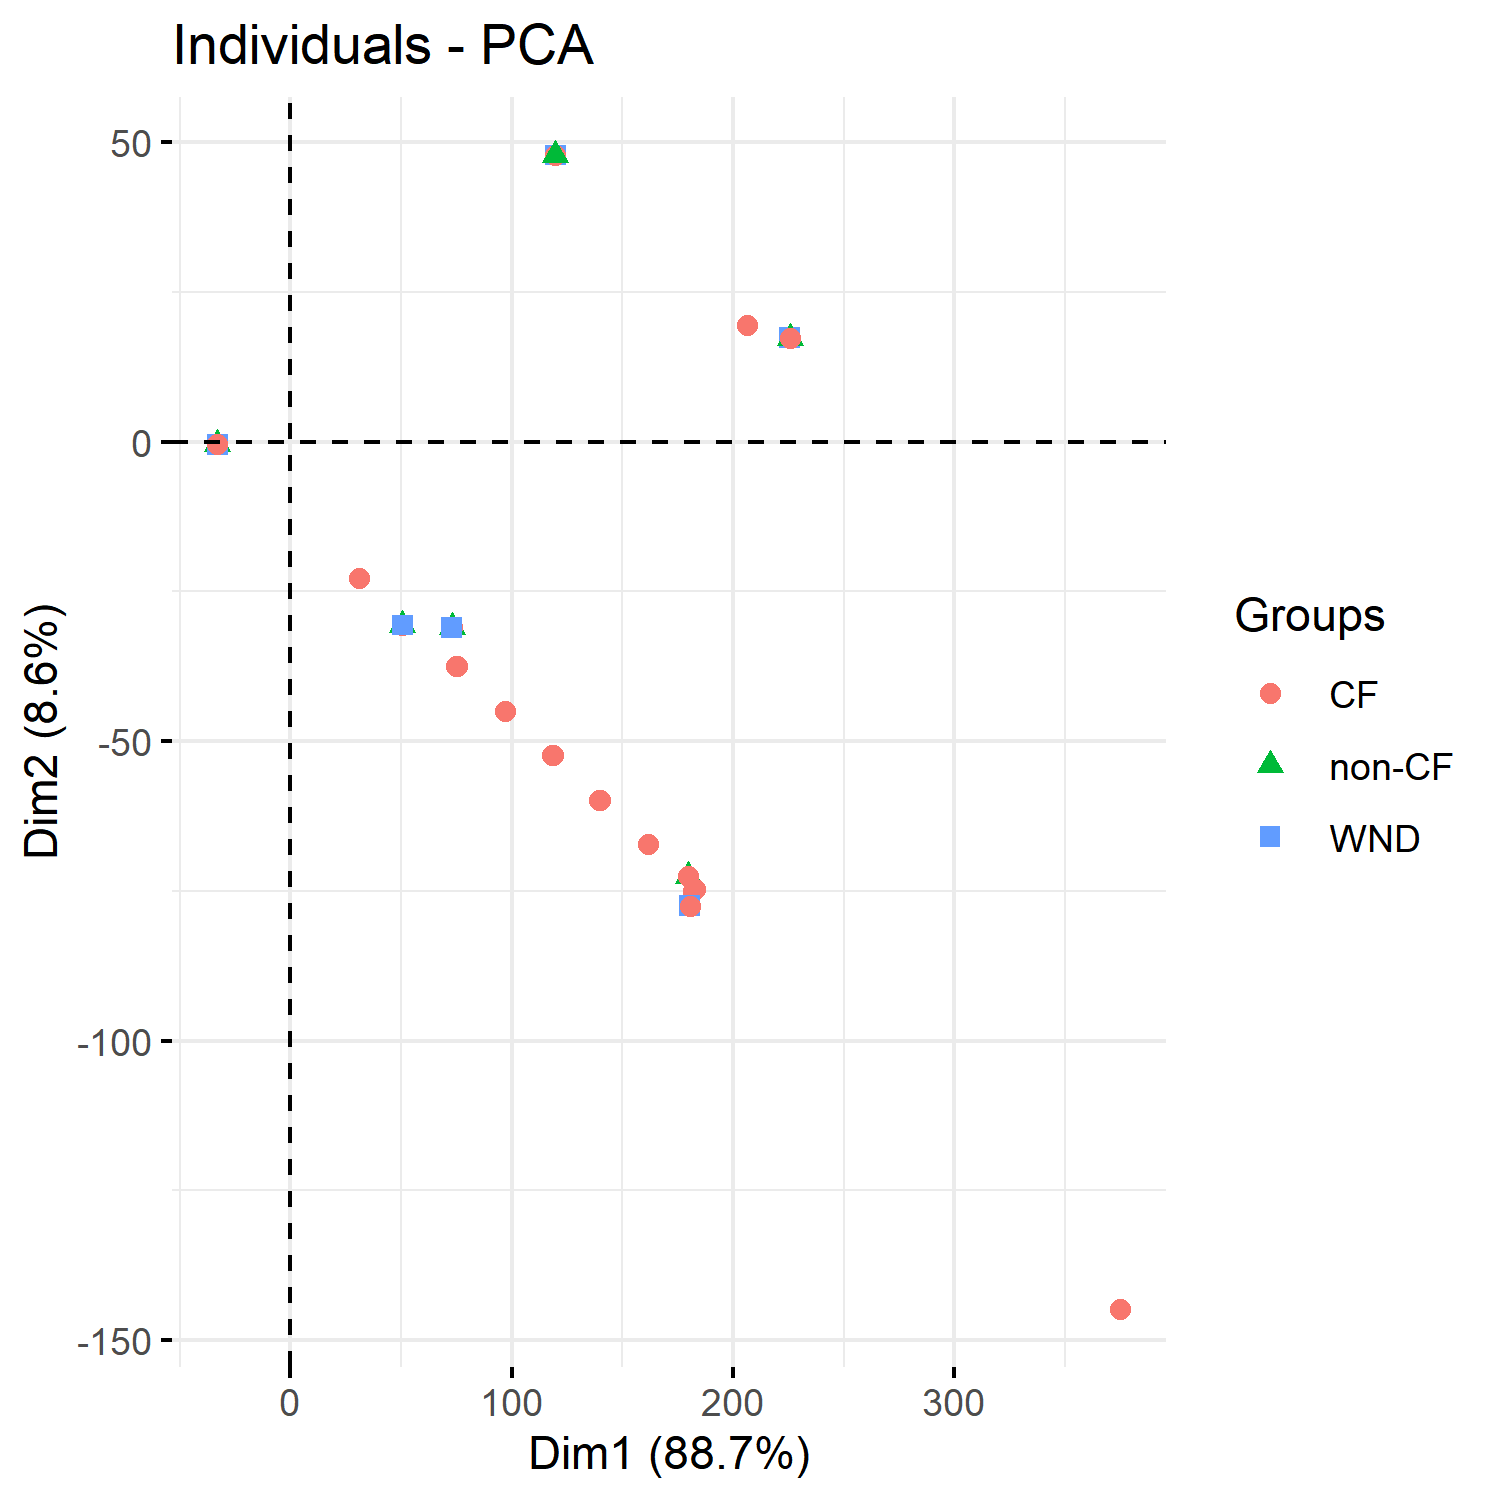 Individuals - PCA
50
0
-50
-100
-150
Dim2 (8.6%)
0
100
200
300
Dim1 (88.7%)
Groups
CF
non-CF
WND